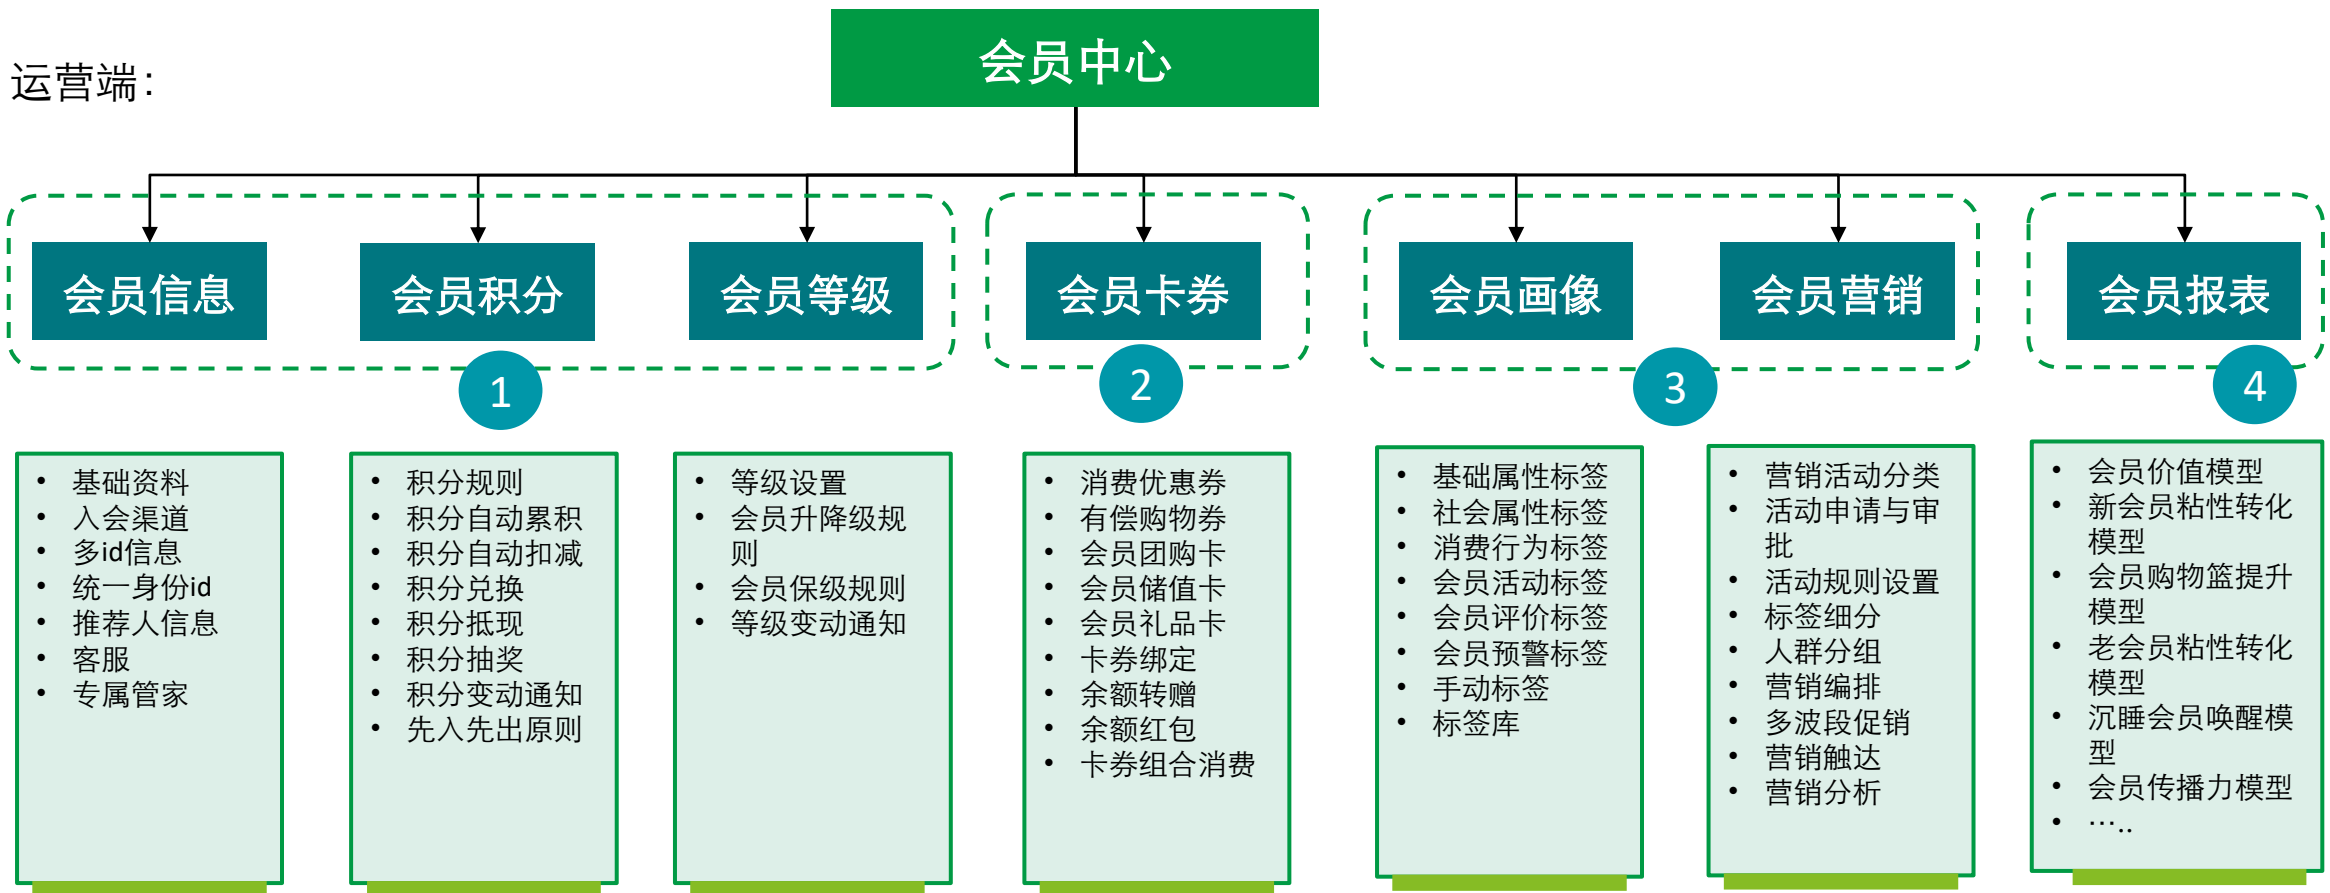 会员中心
运营端：
会员信息
会员积分
会员等级
会员卡券
会员画像
会员营销
会员报表
1
2
3
4
• 基础资料
• 入会渠道
• 多id信息
• 统一身份id
• 推荐人信息
• 客服
• 专属管家
• 积分规则
• 积分自动累积
• 积分自动扣减
• 积分兑换
• 积分抵现
• 积分抽奖
• 积分变动通知
• 先入先出原则
• 等级设置
• 会员升降级规
则
• 会员保级规则
• 等级变动通知
• 消费优惠券
• 有偿购物券
• 会员团购卡
• 会员储值卡
• 会员礼品卡
• 卡券绑定
• 余额转赠
• 余额红包
• 卡券组合消费
• 基础属性标签
• 社会属性标签
• 消费行为标签
• 会员活动标签
• 会员评价标签
• 会员预警标签
• 手动标签
• 标签库
• 营销活动分类
• 活动申请与审
批
• 活动规则设置
• 标签细分
• 人群分组
• 营销编排
• 多波段促销
• 营销触达
• 营销分析
• 会员价值模型
• 新会员粘性转化
模型
• 会员购物篮提升
模型
• 老会员粘性转化
模型
• 沉睡会员唤醒模
型
• 会员传播力模型
• …..